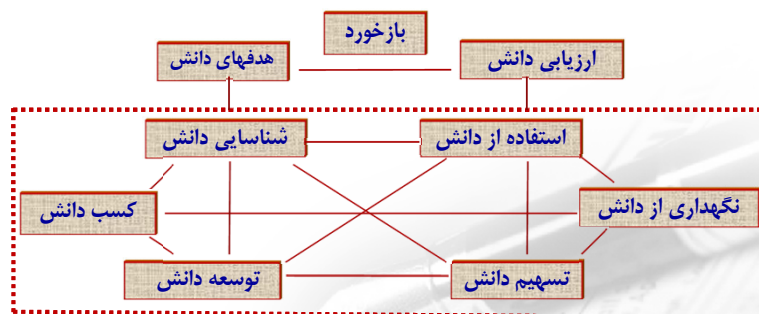 بازخورد
ارزیابی دانش
هدفهای دانش
استفاده از دانش
شناسایی دانش
نگهداری از دانش
کسب دانش
تسهیم دانش
توسعه دانش